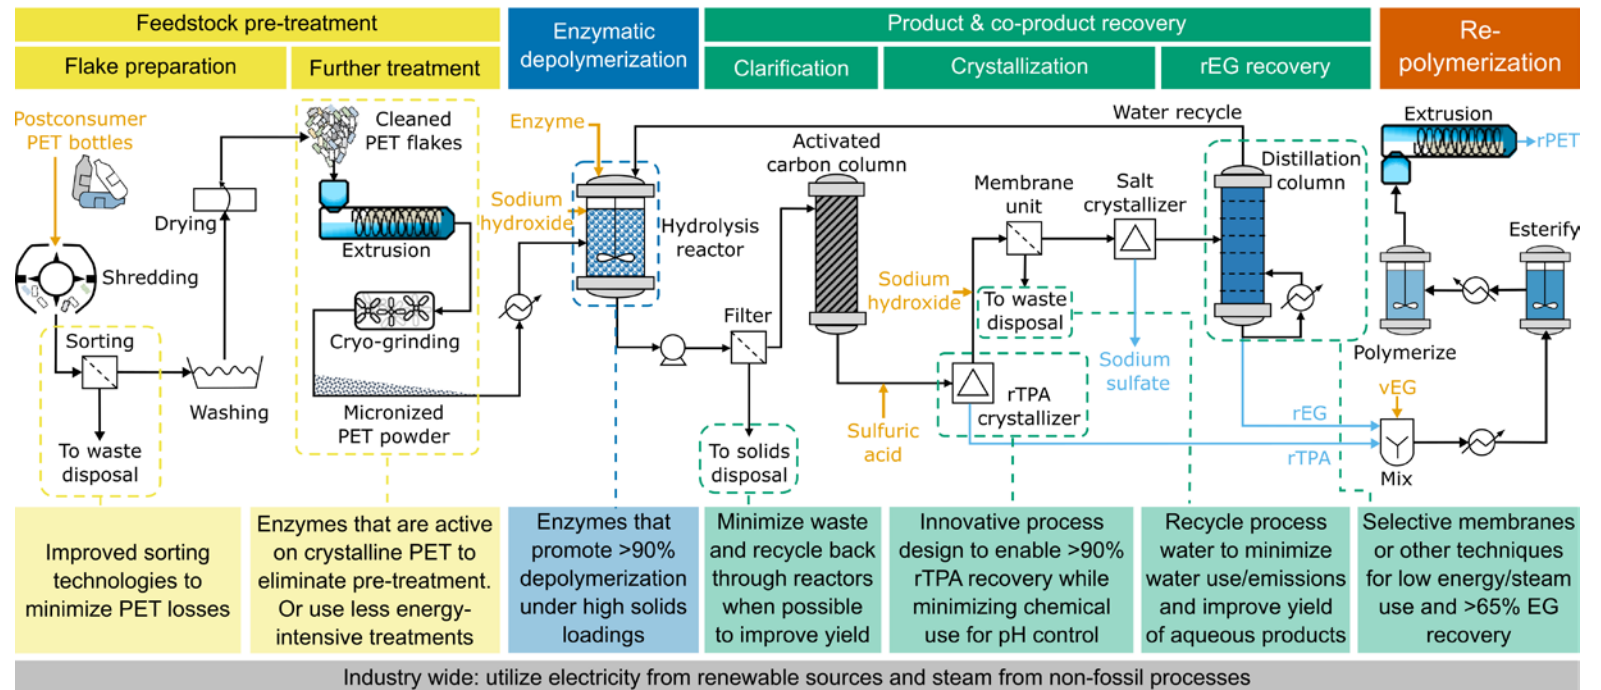 Feedstock pre-treatment
Enzymatic
depolymerization
Product & co-product recovery
Re-
polymerization
Flake preparation
Further treatment
Clarification
Crystallization
rEG recovery
Postconsumer
PET bottles
Shredding
Sorting
To waste
disposal
Washing
Drying
Cleaned
PET flakes
Extrusion
Cryo-grinding
Micronized
PET powder
Enzyme
Sodium
hydroxide
Hydrolysis
reactor
Water recycle
Filter
To solids
disposal
Activated
carbon column
Sulfuric
acid
rTPA
crystallizer
Sodium
hydroxide
Membrane
unit
To waste
disposal
Salt
crystallizer
Sodium
sulfate
Distillation
column
rEG
rTPA
vEG
Mix
Esterify
Polymerize
Extrusion
rPET
Improved sorting
technologies to
minimize PET losses
Enzymes that are active
on crystalline PET to
eliminate pre-treatment.
Or use less energy-
intensive treatments
Enzymes that
promote >90%
depolymerization
under high solids
loadings
Minimize waste
and recycle back
through reactors
when possible
to improve yield
Innovative process
design to enable >90%
rTPA recovery while
minimizing chemical
use for pH control
Recycle process
water to minimize
water use/emissions
and improve yield
of aqueous products
Selective membranes
or other techniques
for low energy/steam
use and >65% EG
recovery
Industry wide: utilize electricity from renewable sources and steam from non-fossil processes